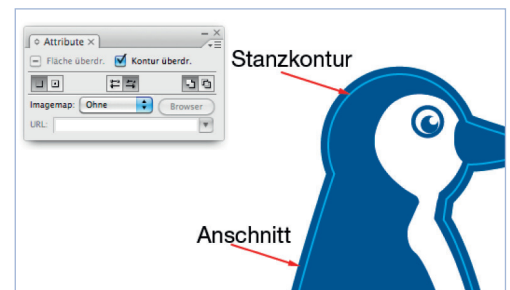 Attribute
Fläche überdr.
Kontur überdr.
Imagemap: Ohne
Browser
URL:
Stanzkontur
Anschnitt